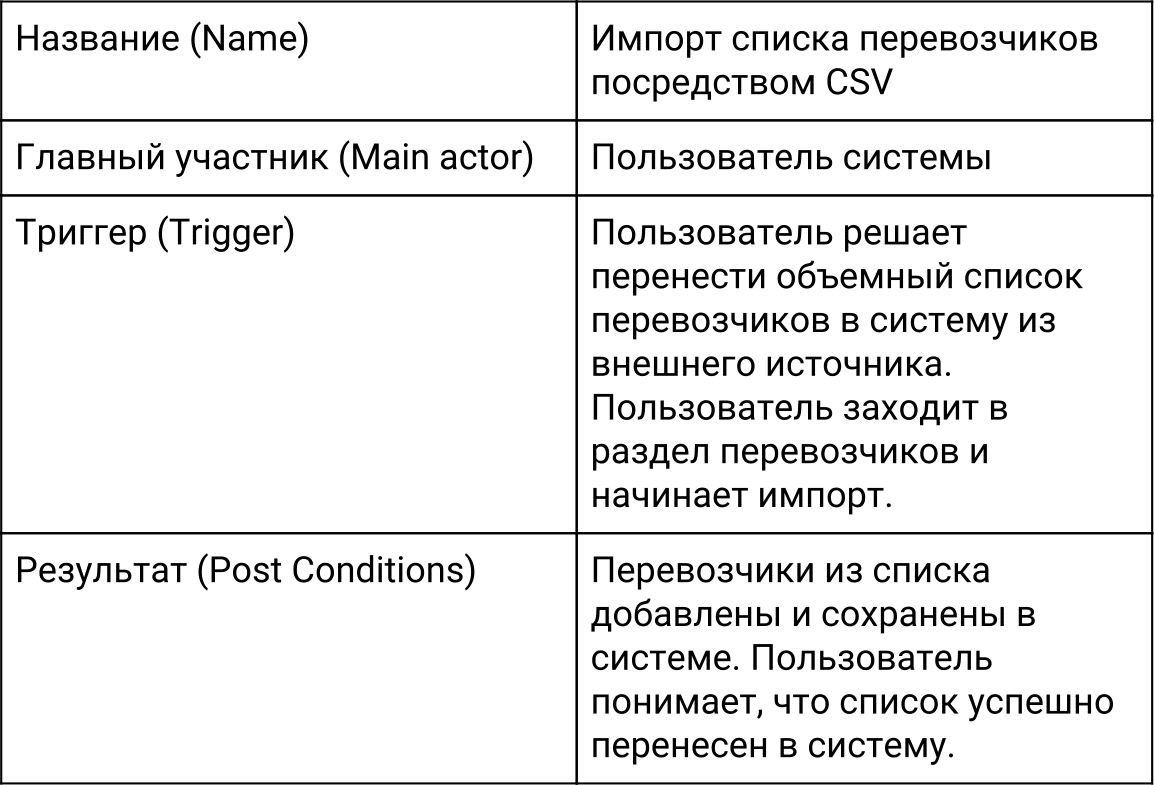 Название (Name)
Импорт списка перевозчиков
посредством CSV
Главный участник (Main actor)
Пользователь системы
Триггер (Trigger)
Пользователь решает
перенести объемный список
перевозчиков в систему из
внешнего источника.
Пользователь заходит в
раздел перевозчиков и
начинает импорт.
Результат (Post Conditions)
Перевозчики из списка
добавлены и сохранены в
системе. Пользователь
понимает, что список успешно
перенесен в систему.